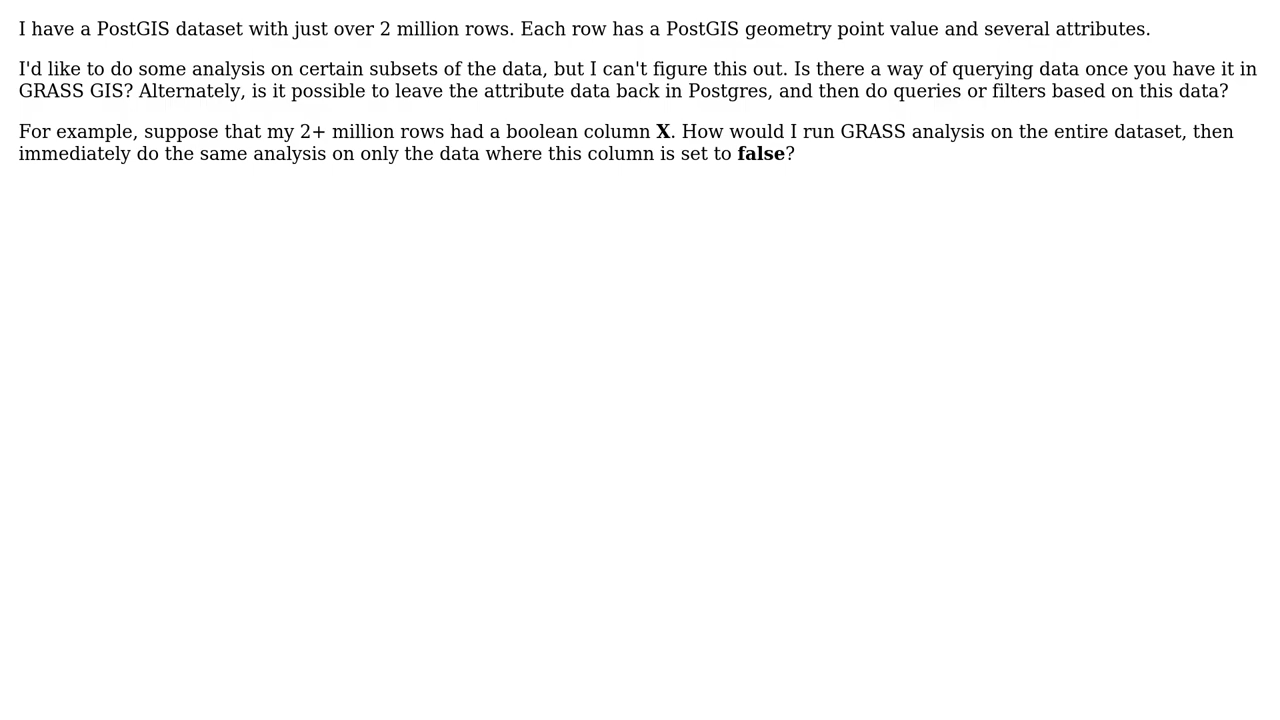 I have a PostGIS dataset with just over 2 million rows. Each row has a PostGIS geometry point value and several attributes.
I'd like to do some analysis on certain subsets of the data, but I can't figure this out. Is there a way of querying data once you have it in
GRASS GIS? Alternately, is it possible to leave the attribute data back in Postgres, and then do queries or filters based on this data?
For example, suppose that my 2+ million rows had a boolean column X. How would I run GRASS analysis on the entire dataset, then
immediately do the same analysis on only the data where this column is set to false?